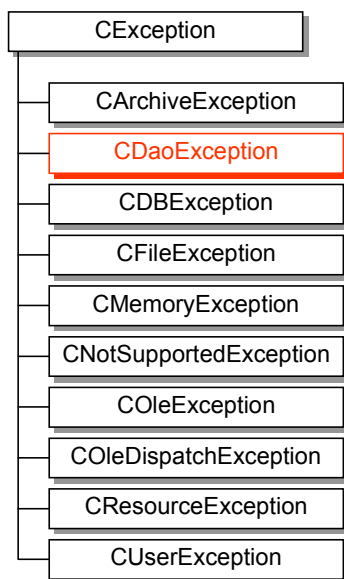 CException
CArchiveException
CDaoException
CDBException
CFileException
CMemoryException
CNotSupportedException
COleException
COleDispatchException
CResourceException
CUserException